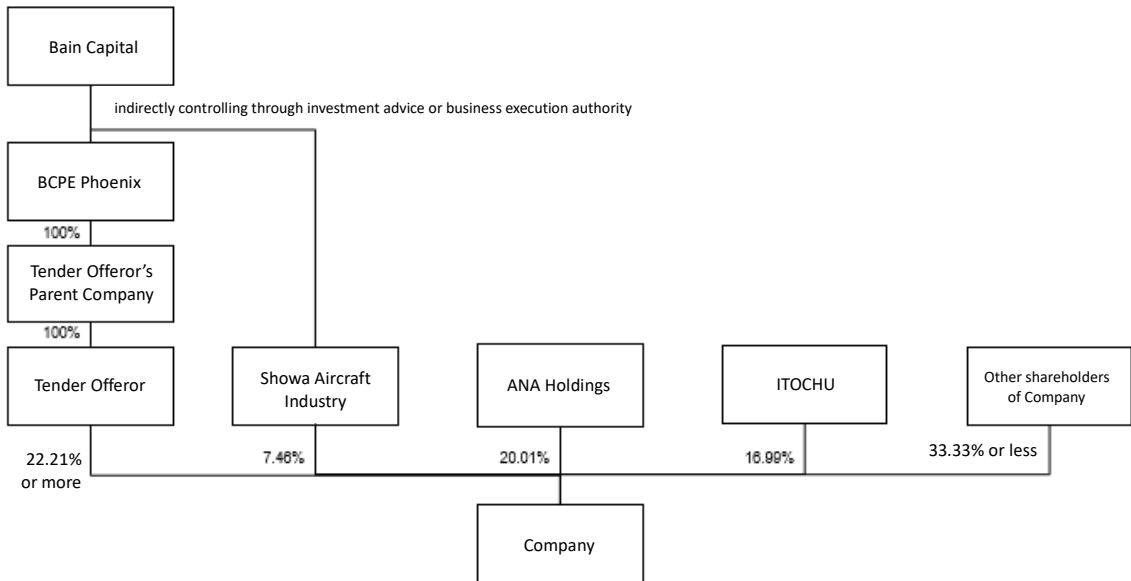 Bain Capital
indirectly controlling through investment advice or business execution authority
BCPE Phoenix
100%
Tender Offeror’s
Parent Company
100%
Tender Offeror
Showa Aircraft
Industry
ANA Holdings
ITOCHU
Other shareholders
of Company
22.21%
or more
7.46%
20.01%
16.99%
33.33% or less
Company